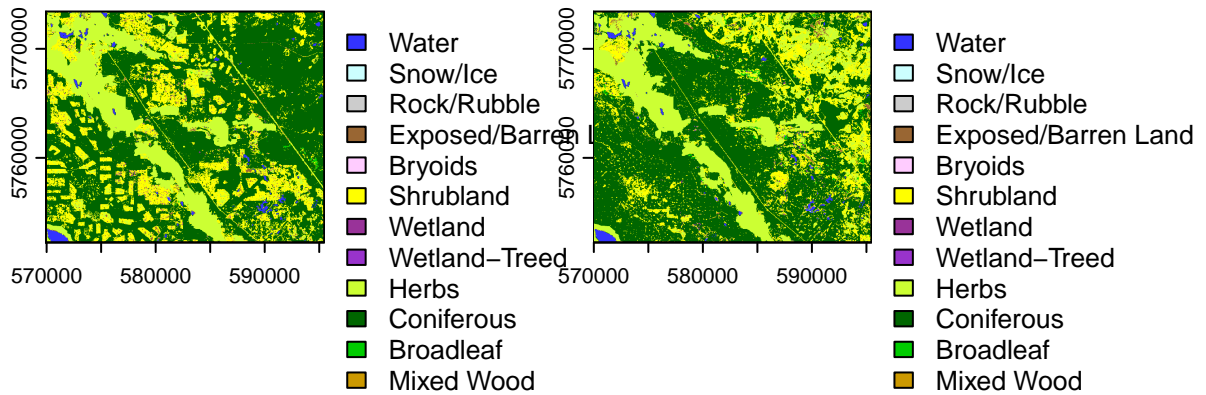 5770000
5760000
570000
580000
590000
Water
Snow/Ice
Rock/Rubble
Exposed/Barren L
Bryoids
Shrubland
Wetland
Wetland−Treed
Herbs
Coniferous
Broadleaf
Mixed Wood
5770000
5760000
570000
580000
590000
Water
Snow/Ice
Rock/Rubble
Exposed/Barren Land
Bryoids
Shrubland
Wetland
Wetland−Treed
Herbs
Coniferous
Broadleaf
Mixed Wood